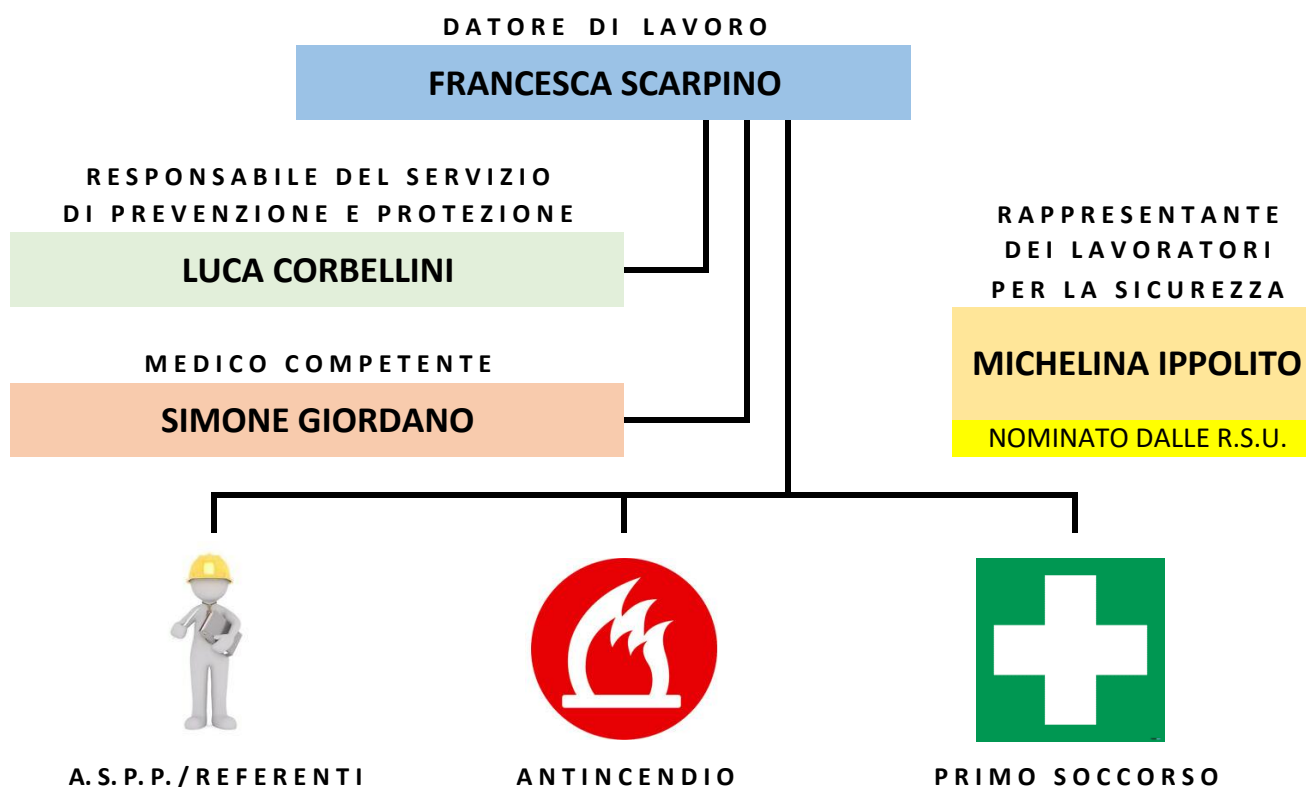 DATORE DI LAVORO
FRANCESCA SCARPINO
RESPONSABILE DEL SERVIZIO
DI PREVENZIONE E PROTEZIONE
LUCA CORBELLINI
MEDICO COMPETENTE
SIMONE GIORDANO
RAPPRESENTANTE
DEI LAVORATORI
PER LA SICUREZZA
MICHELINA IPPOLITO
NOMINATO DALLE R.S.U.
A.S.P.P./REFERENTI
ANTINCENDIO
PRIMO SOCCORSO